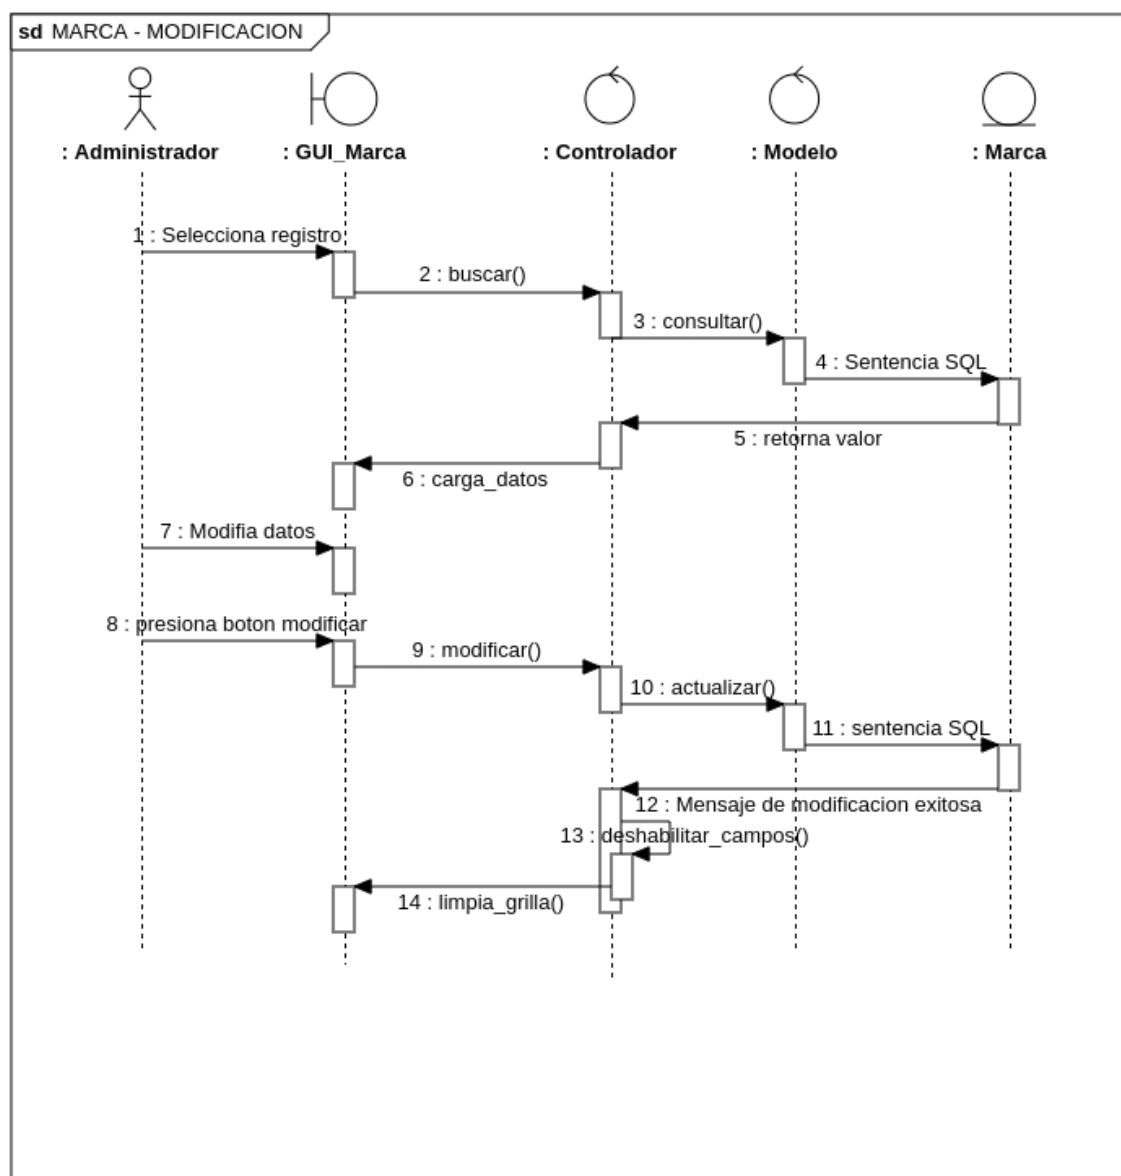 sd MARCA - MODIFICACION
: Administrador
: GUI_Marca
: Controlador
: Modelo
: Marca
1 : Selecciona registro
2 : buscar()
3 : consultar()
4 : Sentencia SQL
5 : retorna valor
6 : carga_datos
7 : Modifia datos
8 : presiona boton modificar
9 : modificar()
10 : actualizar()
11 : sentencia SQL
12 : Mensaje de modificacion exitosa
13 : deshabilitar_campos()
14 : limpia_grilla()